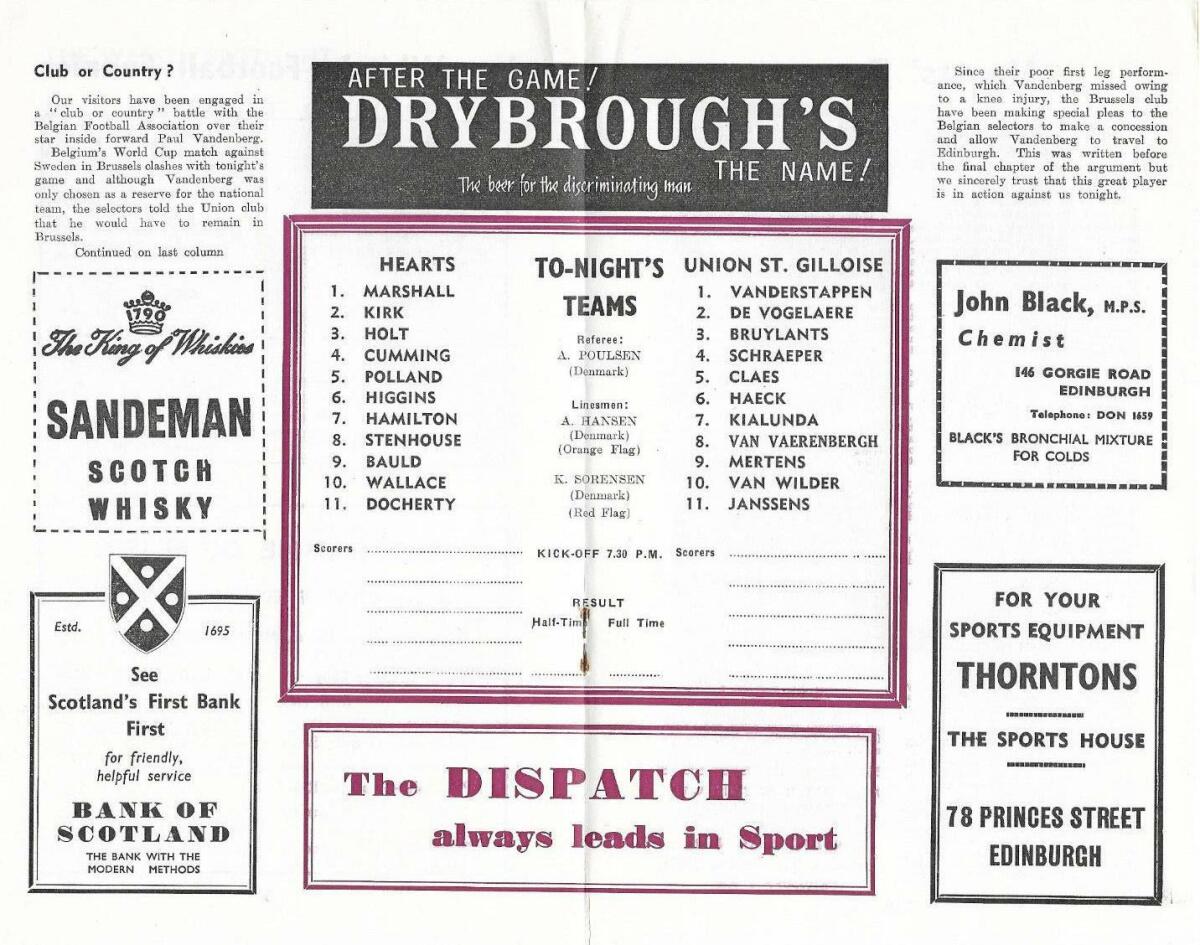 Club or Country?
Our visitors have been engaged in
a "club or country" battle with the
Belgian Football Association over their
star inside forward Paul Vandenberg.
Belgium's World Cup match against
Sweden in Brussels clashes with tonight's
game and although Vandenberg was
only chosen as a reserve for the national
team, the selectors told the Union club
that he would have to remain in
Brussels.
Continued on last column
1790
The King of Whiskies
SANDEMAN
SCOTCH
WHISKY
Estd. 1695
See
Scotland's First Bank
First
for friendly,
helpful service
BANK OF
SCOTLAND
THE BANK WITH THE
MODERN METHODS
AFTER THE GAME!
DRYBROUGH'S
THE NAME!
The beer for the discriminating man
HEARTS
1. MARSHALL
2. KIRK
3. HOLT
4. CUMMING
5. POLLAND
6. HIGGINS
7. HAMILTON
8. STENHOUSE
9. BAULD
10. WALLACE
11. DOCHERTY
Scorers
TO-NIGHT'S
TEAMS
Referee:
A. POULSEN
(Denmark)
Linesmen:
A. HANSEN
(Denmark)
(Orange Flag)
K. SORENSEN
(Denmark)
(Red Flag)
KICK-OFF 7.30 P.M.
RESULT
Half-Time Full Time
UNION ST. GILLOISE
1. VANDERSTAPPEN
2. DE VOGELAERE
3. BRUYLANTS
4. SCHRAEPER
5. CLAES
6. HAECK
7. KIALUNDA
8. VAN VAERENBERGH
9. MERTENS
10. VAN WILDER
11. JANSSENS
Scorers
The DISPATCH
always leads in Sport
Since their poor first leg perform-
ance, which Vandenberg missed owing
to a knee injury, the Brussels club
have been making special pleas to the
Belgian selectors to make a concession
and allow Vandenberg to travel to
Edinburgh. This was written before
the final chapter of the argument but
we sincerely trust that this great player
is in action against us tonight.
John Black, M.P.S.
Chemist
146 GORGIE ROAD
EDINBURGH
Telephone: DON 1659
BLACK'S BRONCHIAL MIXTURE
FOR COLDS
FOR YOUR
SPORTS EQUIPMENT
THORNTONS
THE SPORTS HOUSE
78 PRINCES STREET
EDINBURGH